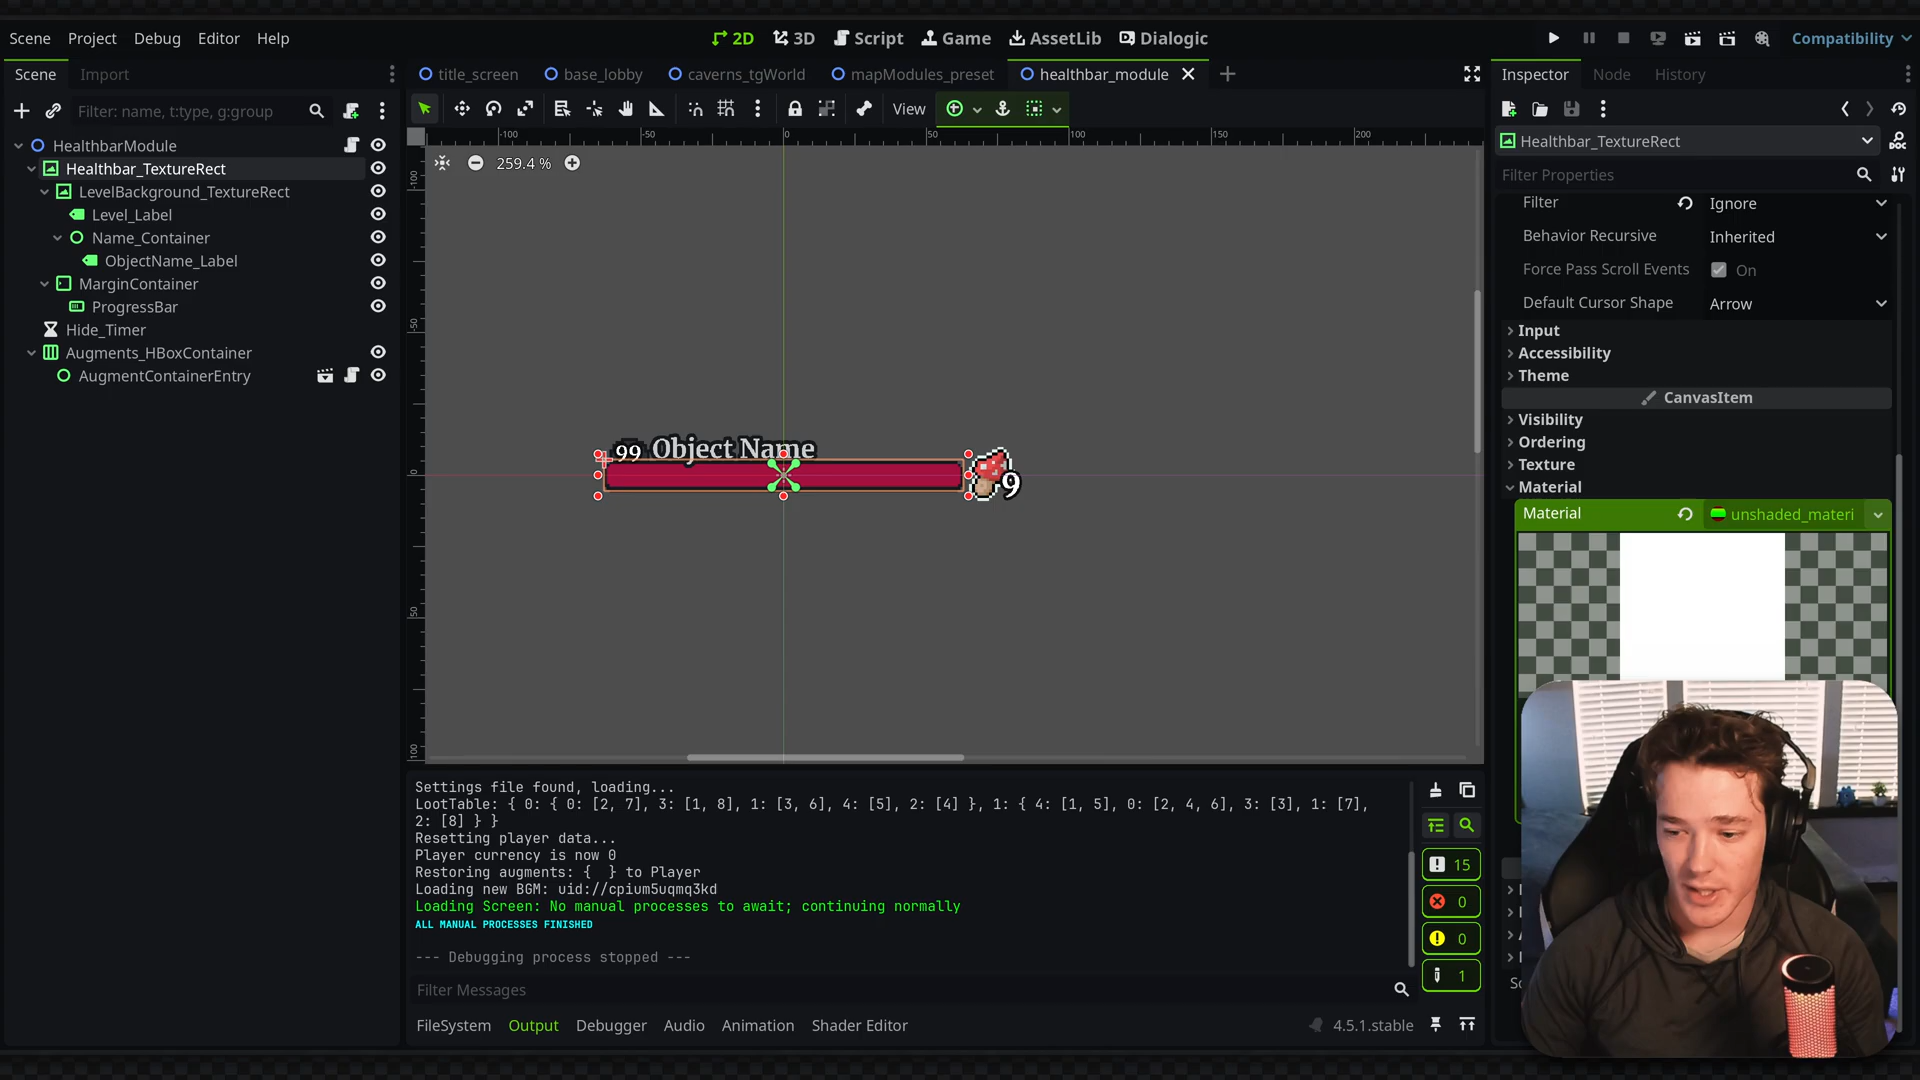 Scene Project Debug Editor Help
2D 3D Script Game AssetLib Dialogic
Compatibility
Scene Import
title_screen base_lobby caverns_tgWorld mapModules_preset healthbar_module
Inspector Node History
Filter: name, t:type, g:group
View
HealthbarModule
Healthbar_TextureRect
LevelBackground_TextureRect
Level_Label
Name_Container
ObjectName_Label
MarginContainer
ProgressBar
Hide_Timer
Augments_HBoxContainer
AugmentContainerEntry
-100 -50 0 50 100 150 200
-100
-50
0
50
100
259.4 %
99 Object Name
9
Healthbar_TextureRect
Filter Properties
Filter Ignore
Behavior Recursive Inherited
Force Pass Scroll Events On
Default Cursor Shape Arrow
Input
Accessibility
Theme
CanvasItem
Visibility
Ordering
Texture
Material
Material unshaded_materi
Settings file found, loading...
LootTable: { 0: { 0: [2, 7], 3: [1, 8], 1: [3, 6], 4: [5], 2: [4] }, 1: { 4: [1, 5], 0: [2, 4, 6], 3: [3], 1: [7],
2: [8] } }
Resetting player data...
Player currency is now 0
Restoring augments: {  } to Player
Loading new BGM: uid://cpium5uqmq3kd
Loading Screen: No manual processes to await; continuing normally
ALL MANUAL PROCESSES FINISHED
--- Debugging process stopped ---
15
0
0
1
Filter Messages
FileSystem Output Debugger Audio Animation Shader Editor
4.5.1.stable